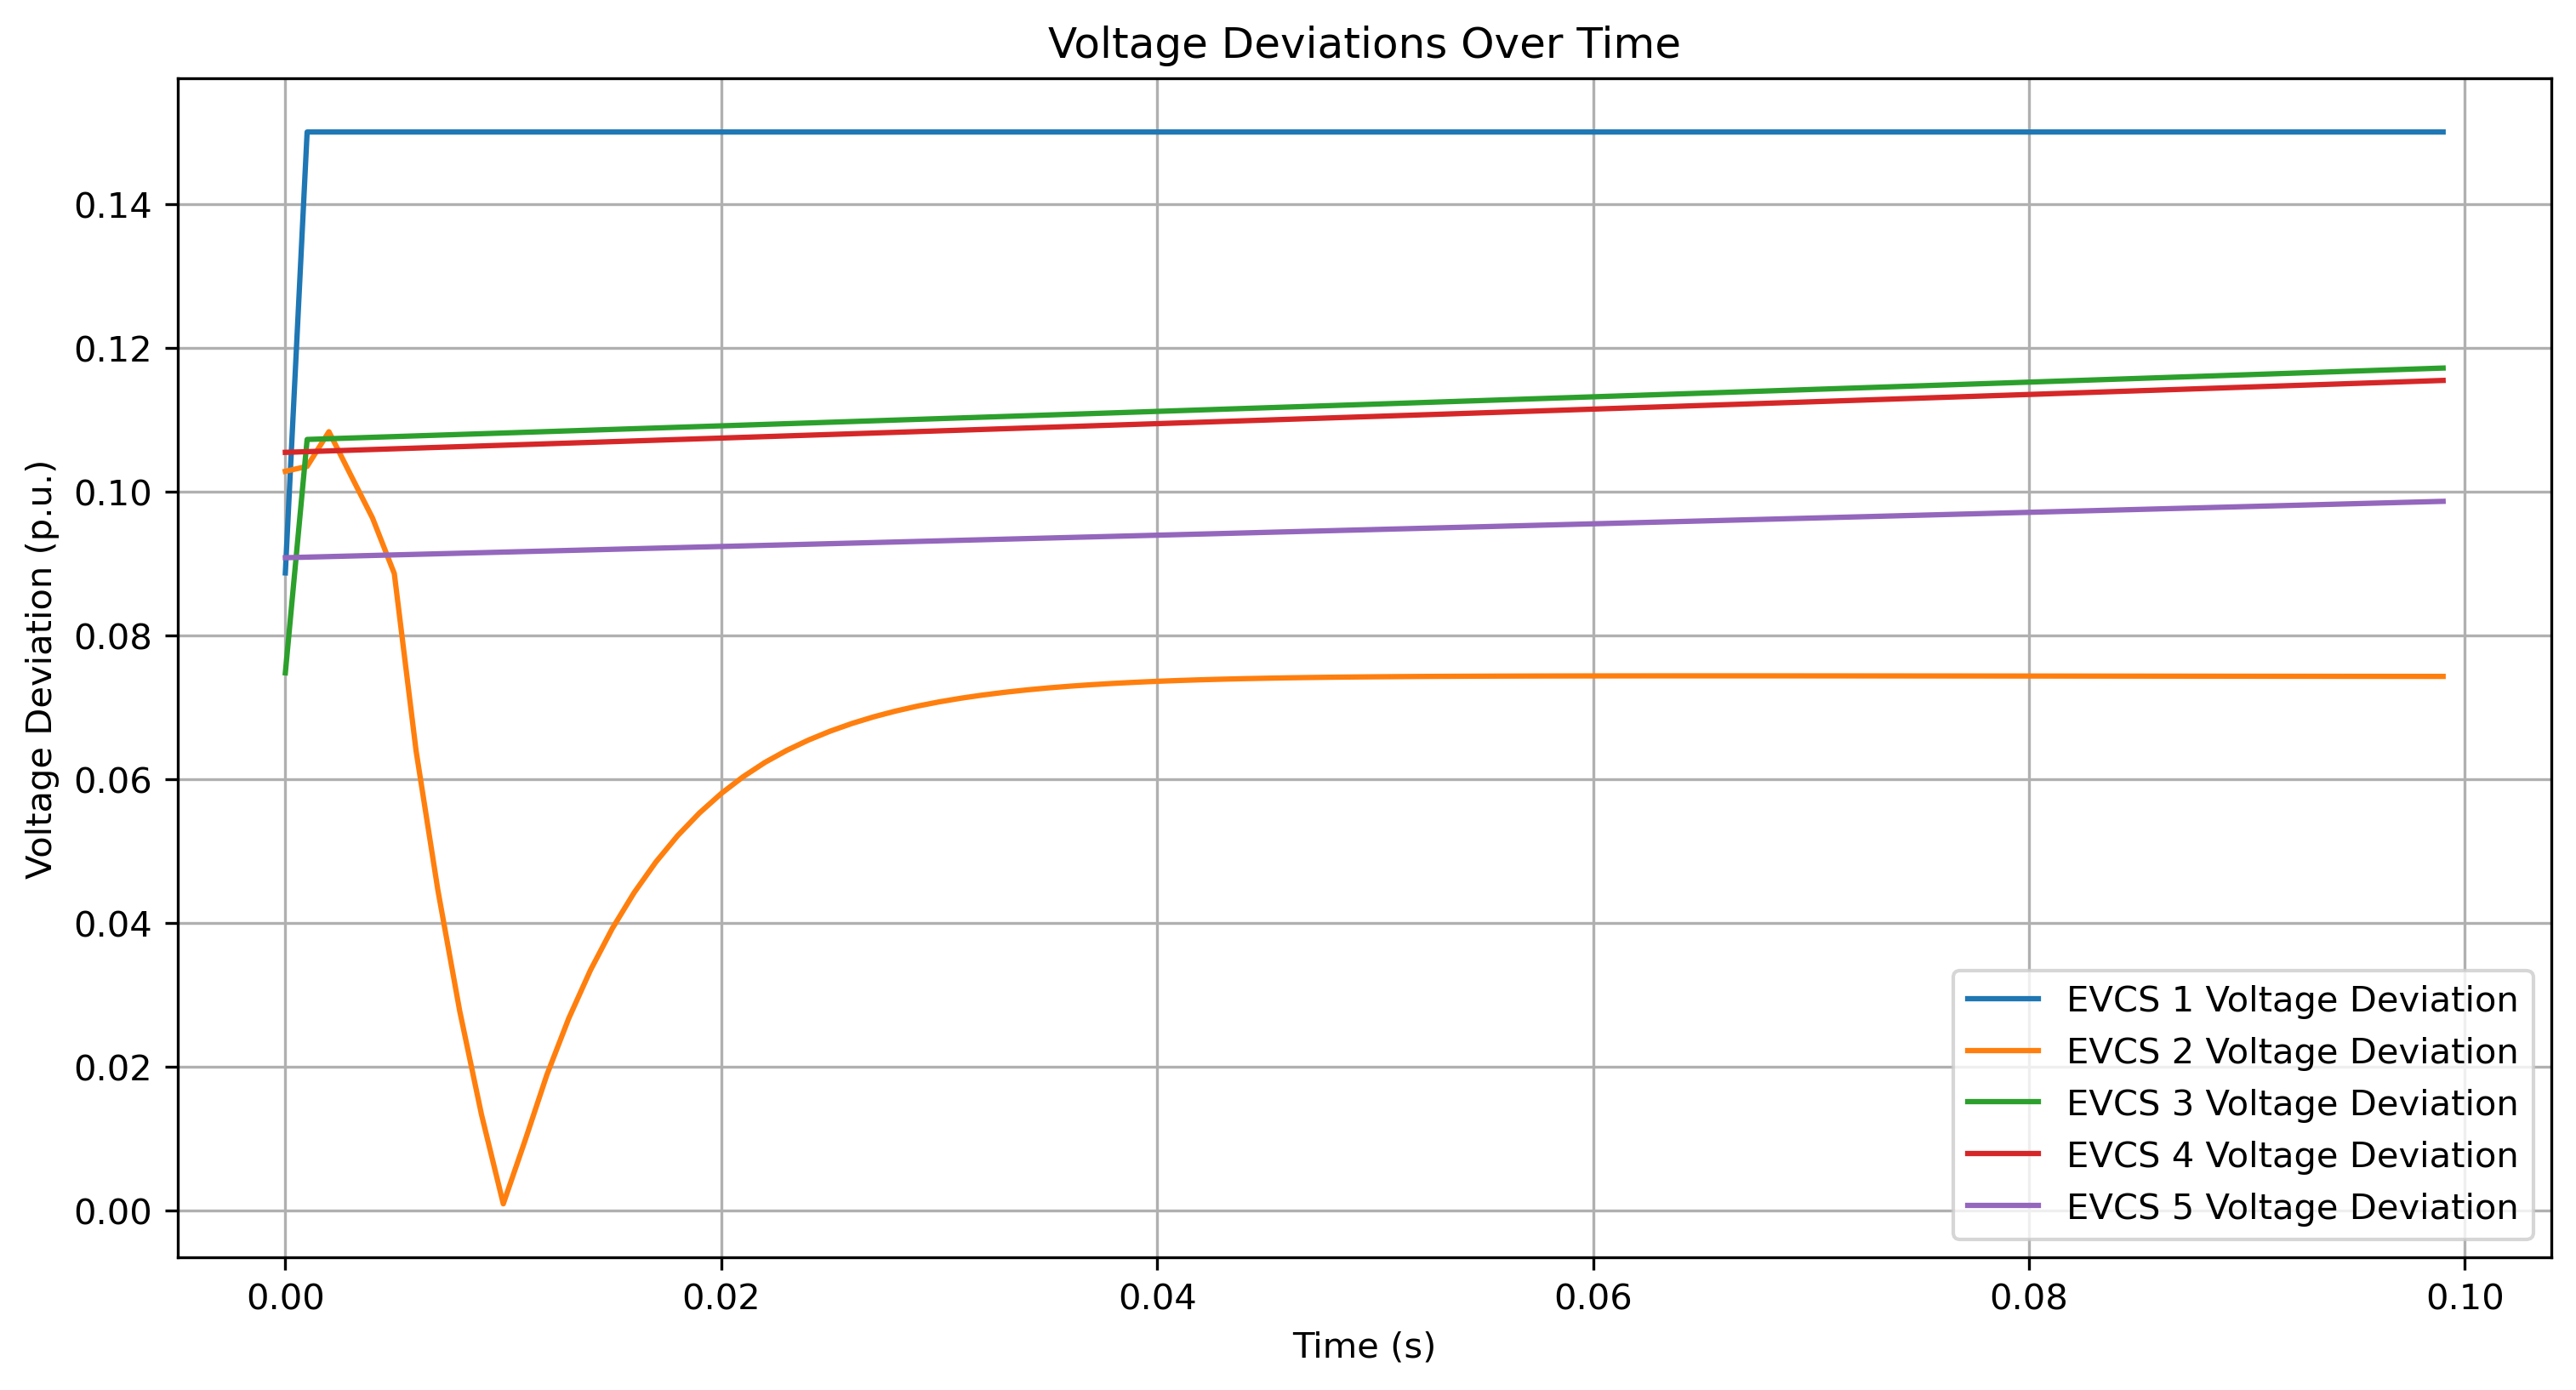 Voltage Deviations Over Time
Voltage Deviation (p.u.)
0.14
0.12
0.10
0.08
0.06
0.04
0.02
0.00
0.00 0.02 0.04 0.06 0.08 0.10
Time (s)
EVCS 1 Voltage Deviation
EVCS 2 Voltage Deviation
EVCS 3 Voltage Deviation
EVCS 4 Voltage Deviation
EVCS 5 Voltage Deviation